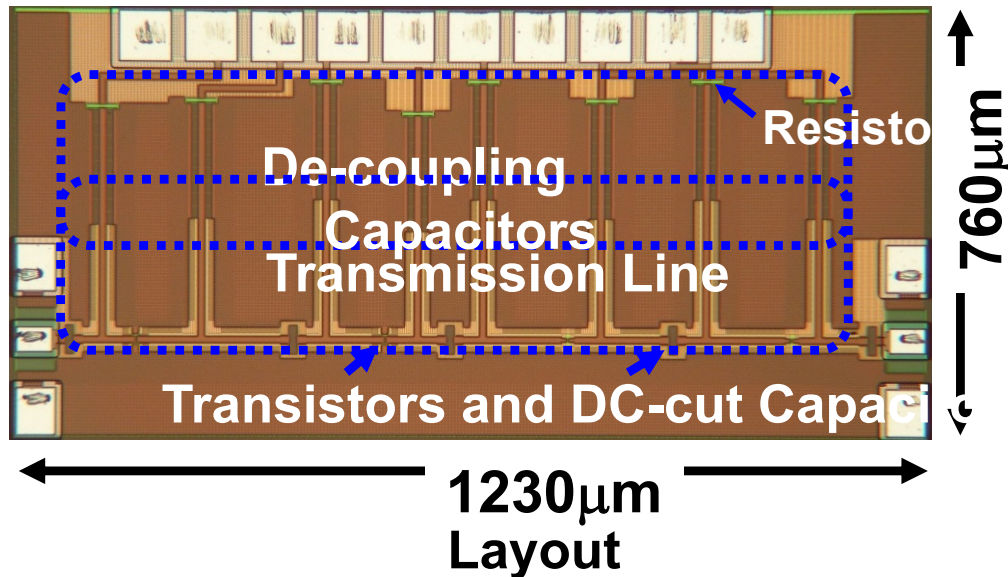 Resisto
De-coupling
Capacitors
Transmission Line
Transistors and DC-cut Capaci
760μm
1230μm
Layout